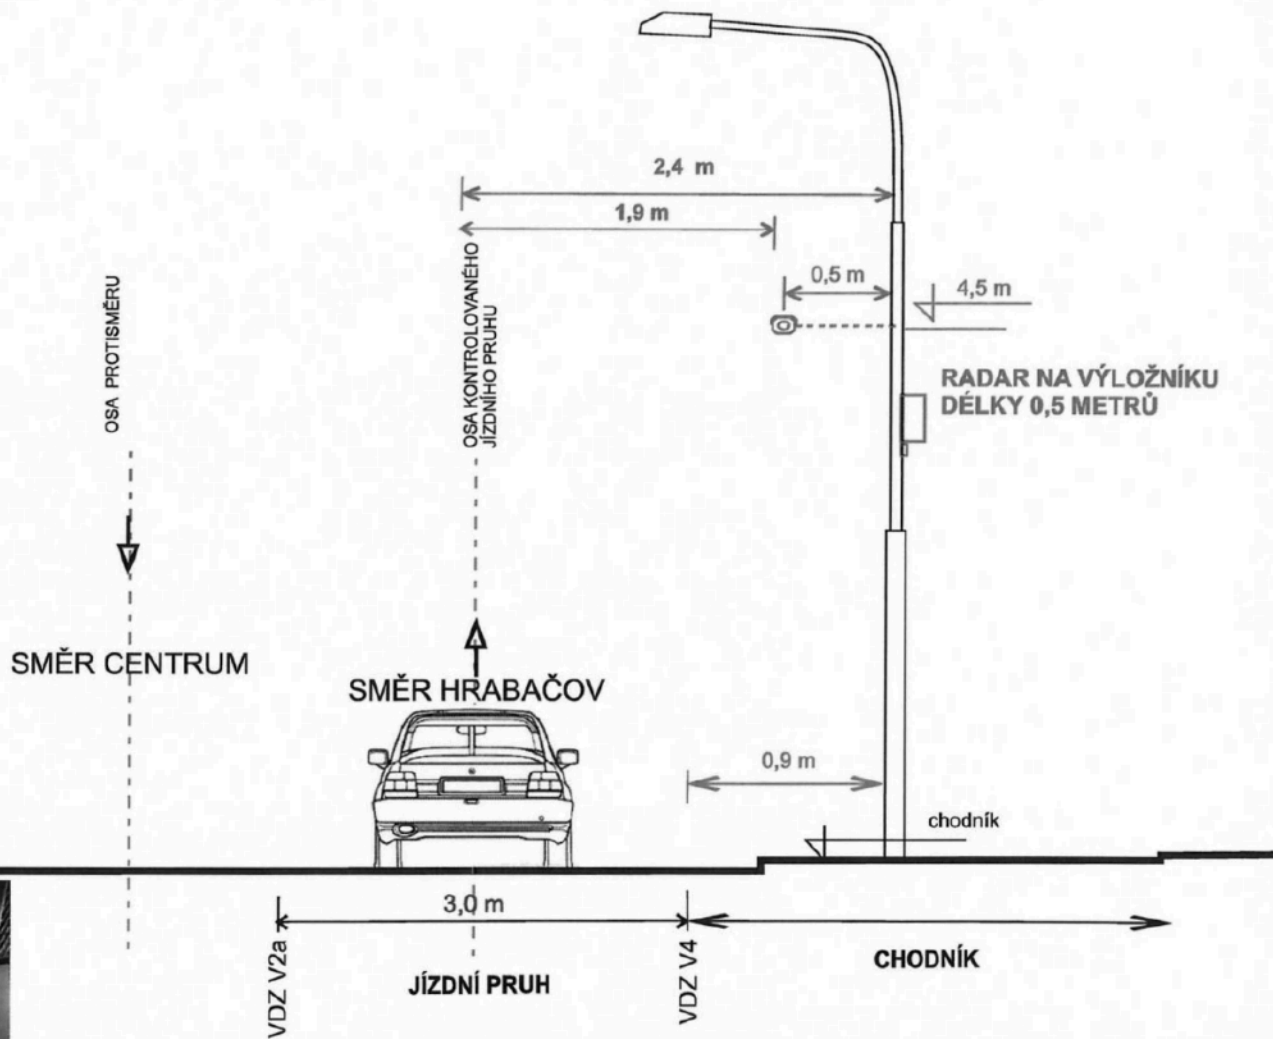 2,4 m
1,9 m
OSA PROTISMĚRU
OSA KONTROLOVANÉHO
JÍZDNÍHO PRUHU
0,5 m
4,5 m
RADAR NA VÝLOŽNÍKU
DÉLKY 0,5 METRŮ
SMĚR CENTRUM
SMĚR HRABAČOV
0,9 m
chodník
3,0 m
VDZ V2a
JÍZDNÍ PRUH
VDZ V4
CHODNÍK